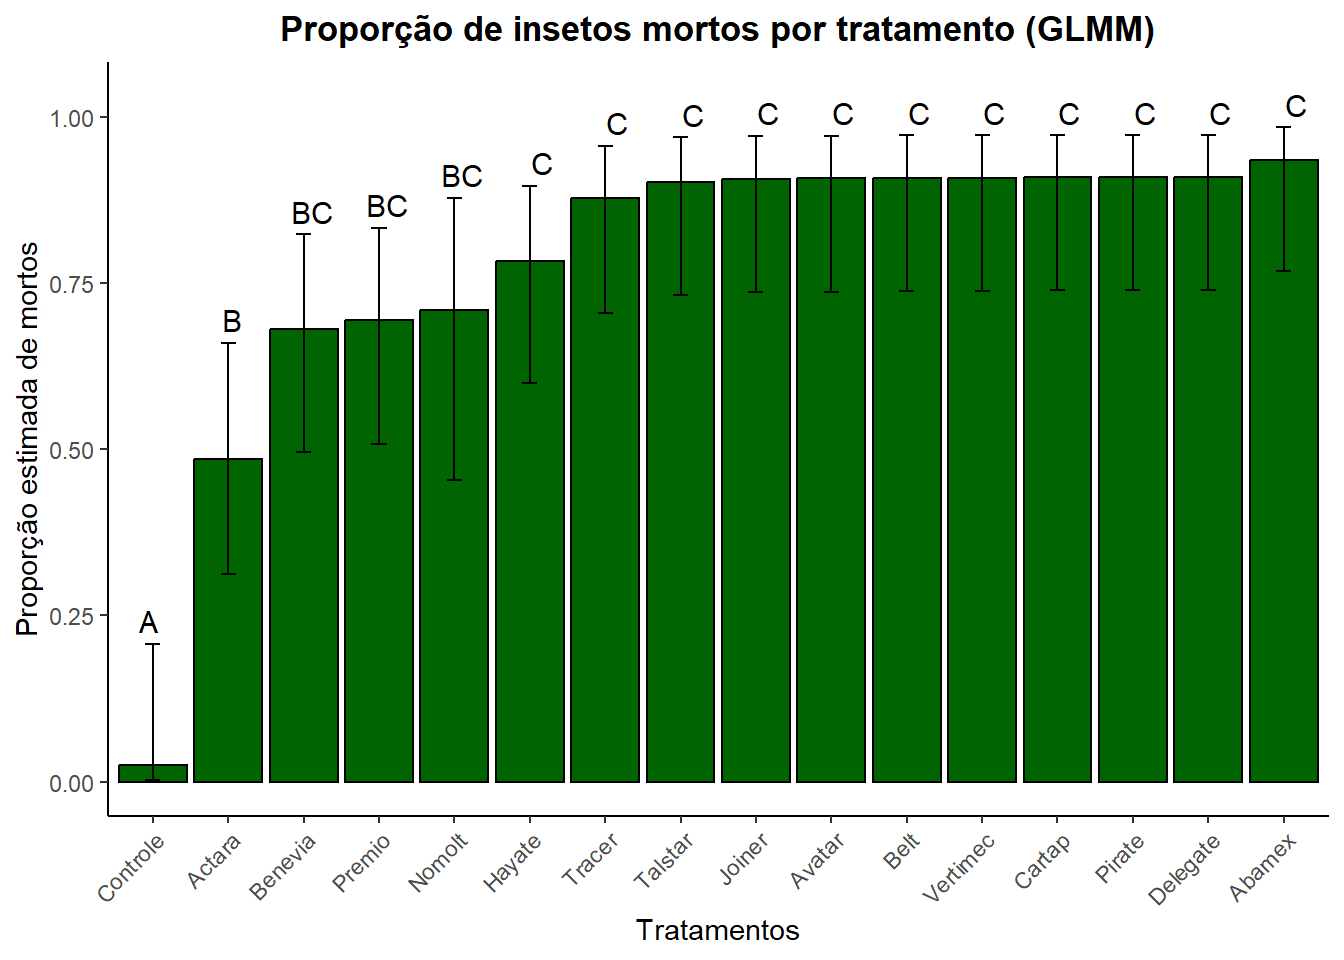 Proporção de insetos mortos por tratamento (GLMM)
Proporção estimada de mortos
1.00
0.75
0.50
0.25
0.00
A
B
BC
BC
BC
C
C
C
C
C
C
C
C
C
C
C
Controle
Actara
Benevia
Premio
Nomolt
Hayate
Tracer
Talstar
Joiner
Avatar
Belt
Vertimec
Cartap
Pirate
Delegate
Abamex
Tratamentos